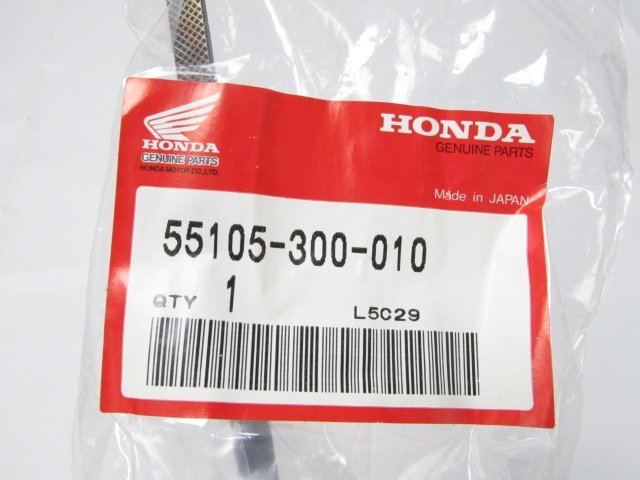 HONDA
GENUINE PARTS
HONDA MOTOR CO., LTD.
HONDA
GENUINE PARTS
Made in JAPAN
55105-300-010
QTY 1
L5C29